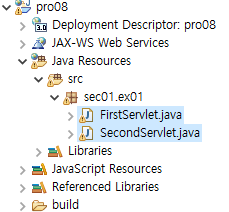 pro08
Deployment Descriptor: pro08
JAX-WS Web Services
Java Resources
src
sec01.ex01
FirstServlet.java
SecondServlet.java
Libraries
JavaScript Resources
Referenced Libraries
build